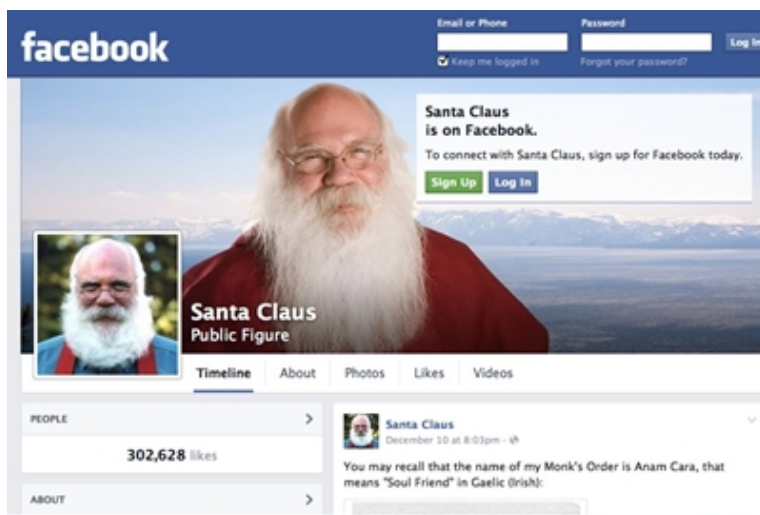 Email or Phone
Password
facebook
Log In
Keep me logged in
Forgot your password?
Santa Claus
is on Facebook.
To connect with Santa Claus, sign up for Facebook today.
Sign Up
Log In
Santa Claus
Public Figure
Timeline
About
Photos
Likes
Videos
PEOPLE
302,628 likes
ABOUT
Santa Claus
December 10 at 8:03pm
You may recall that the name of my Monk's Order is Anam Cara, that
means "Soul Friend" in Gaelic (Irish):